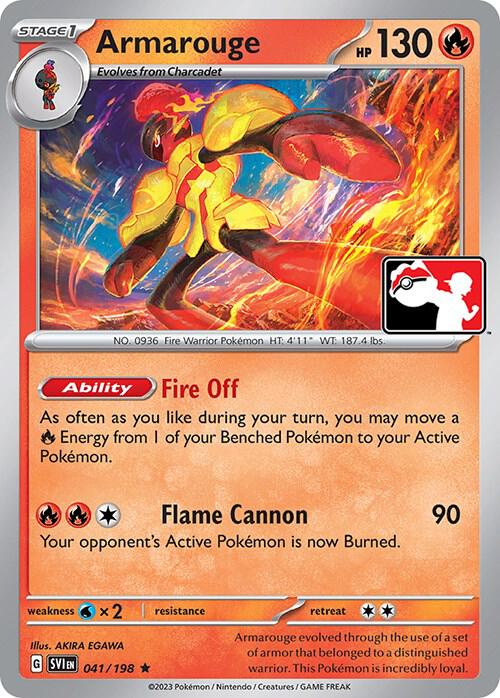 STAGE1
Armarouge
HP 130
Evolves from Charcadet
NO. 0936 Fire Warrior Pokémon HT: 4'11" WT: 187.4 lbs.
Ability Fire Off
As often as you like during your turn, you may move a
Energy from 1 of your Benched Pokémon to your Active
Pokémon.
Flame Cannon 90
Your opponent's Active Pokémon is now Burned.
weakness ×2 resistance retreat
Illus. AKIRA EGAWA
G SVI EN 041/198 ★
Armarouge evolved through the use of a set
of armor that belonged to a distinguished
warrior. This Pokémon is incredibly loyal.
©2023 Pokémon / Nintendo / Creatures / GAME FREAK